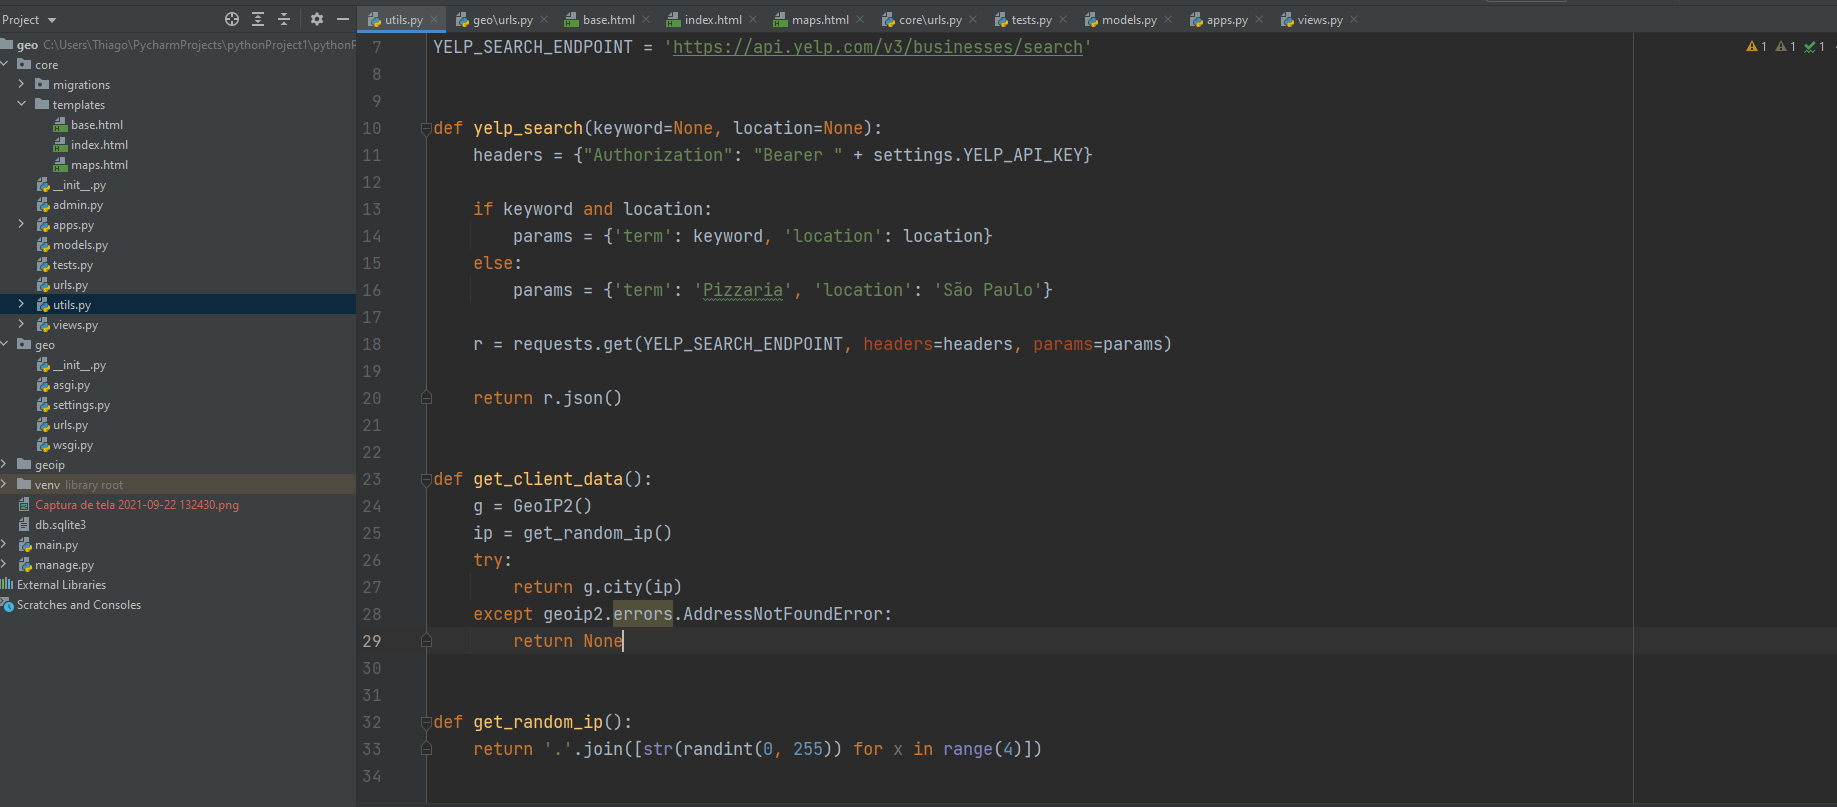 Project
utils.py
geo\urls.py
base.html
index.html
maps.html
core\urls.py
tests.py
models.py
apps.py
views.py
geo C:\Users\Thiago\PycharmProjects\pythonProject1\pythonP
core
migrations
templates
base.html
index.html
maps.html
__init__.py
admin.py
apps.py
models.py
tests.py
urls.py
utils.py
views.py
geo
__init__.py
asgi.py
settings.py
urls.py
wsgi.py
geoip
venv library root
Captura de tela 2021-09-22 132430.png
db.sqlite3
main.py
manage.py
External Libraries
Scratches and Consoles
1 1 1
7 YELP_SEARCH_ENDPOINT = 'https://api.yelp.com/v3/businesses/search'
8
9
10 def yelp_search(keyword=None, location=None):
11     headers = {"Authorization": "Bearer " + settings.YELP_API_KEY}
12
13     if keyword and location:
14         params = {'term': keyword, 'location': location}
15     else:
16         params = {'term': 'Pizzaria', 'location': 'São Paulo'}
17
18     r = requests.get(YELP_SEARCH_ENDPOINT, headers=headers, params=params)
19
20     return r.json()
21
22
23 def get_client_data():
24     g = GeoIP2()
25     ip = get_random_ip()
26     try:
27         return g.city(ip)
28     except geoip2.errors.AddressNotFoundError:
29         return None
30
31
32 def get_random_ip():
33     return '.'.join([str(randint(0, 255)) for x in range(4)])
34